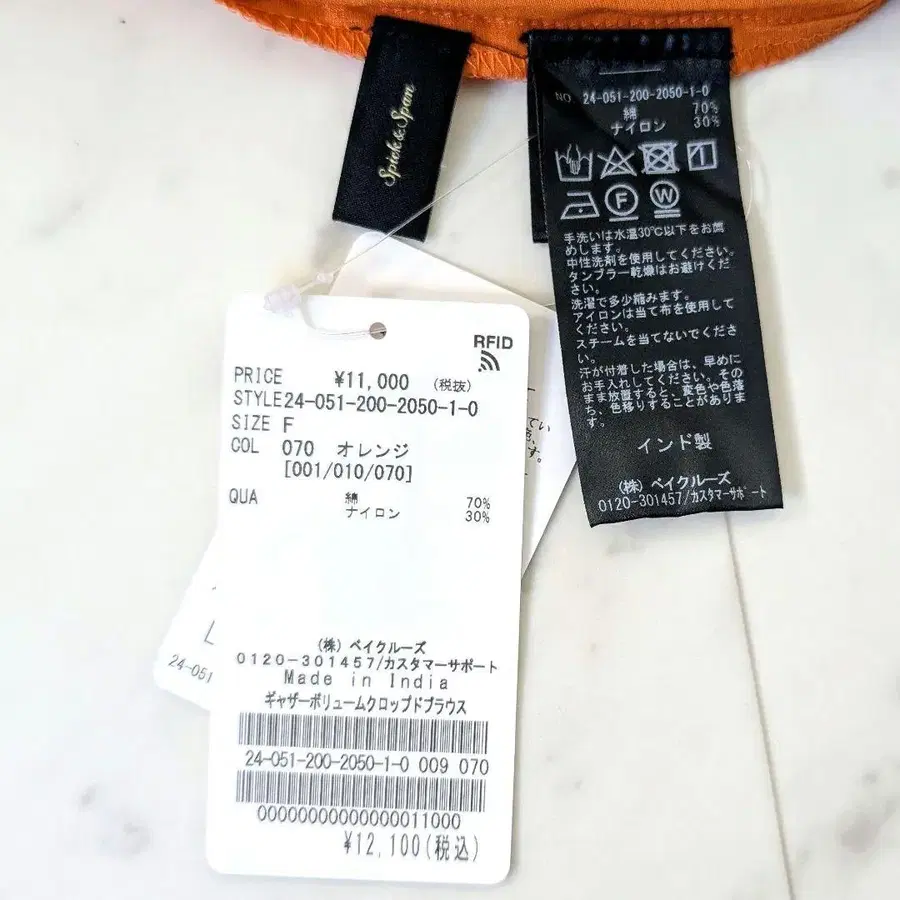 Spick & Span
NO. 24-051-200-2050-1-0
綿 70%
ナイロン 30%
F
W
手洗いは水温30℃以下をお薦
めします。
中性洗剤を使用してください。
タンブラー乾燥はお避けくだ
さい。
洗濯で多少縮みます。
アイロンは当て布を使用して
ください。
スチームを当てないでくださ
い。
汗が付着した場合は、早めに
お手入れしてください。その
まま放置すると、変色や色落
ち、色移りすることがありま
す。
インド製
(株) ベイクルーズ
0120-301457/カスタマーサポート
RFID
PRICE ¥11,000 (税抜)
STYLE 24-051-200-2050-1-0
SIZE F
COL 070 オレンジ
[001/010/070]
QUA 綿 70%
ナイロン 30%
(株) ベイクルーズ
0120-301457/カスタマーサポート
Made in India
ギャザーボリュームクロップドブラウス
24-051-200-2050-1-0 009 070
00000000000000011000
¥12,100(税込)
L
24-051